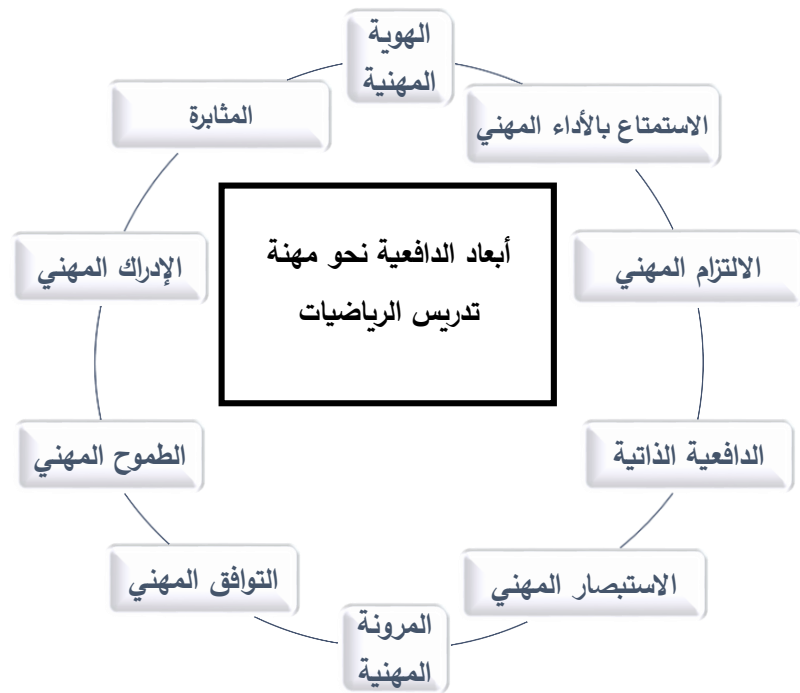 أبعاد الدافعية نحو مهنة
تدريس الرياضيات
الهوية
المهنية
الاستمتاع بالأداء المهني
الالتزام المهني
الدافعية الذاتية
الاستبصار المهني
المرونة
المهنية
التوافق المهني
الطموح المهني
الإدراك المهني
المثابرة